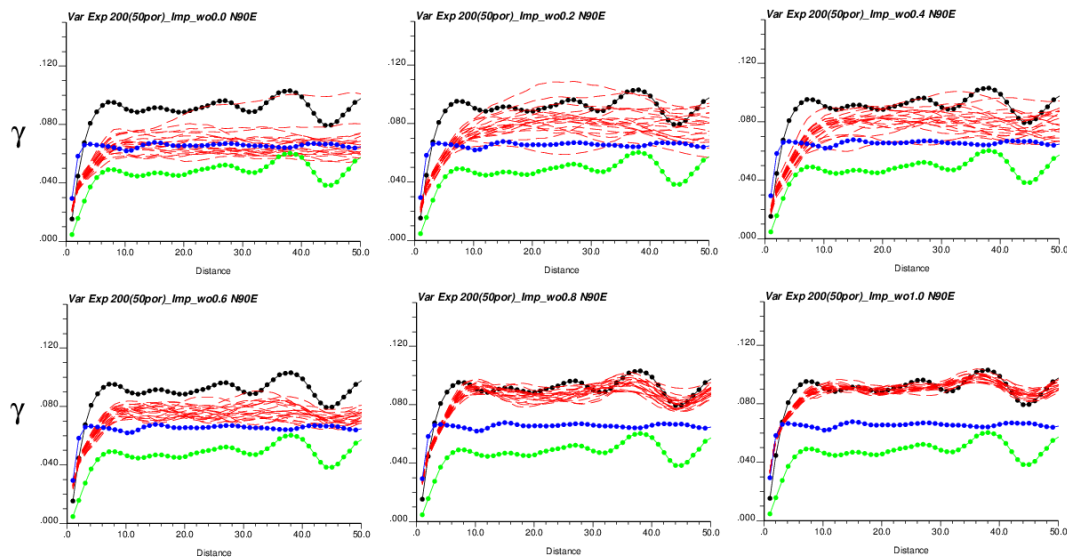 Var Exp 200(50por)_Imp_wo0.0 N90E
γ
.120
.080
.040
.000
.0 10.0 20.0 30.0 40.0 50.0
Distance
Var Exp 200(50por)_Imp_wo0.2 N90E
.120
.080
.040
.000
.0 10.0 20.0 30.0 40.0 50.0
Distance
Var Exp 200(50por)_Imp_wo0.4 N90E
.120
.080
.040
.000
.0 10.0 20.0 30.0 40.0 50.0
Distance
Var Exp 200(50por)_Imp_wo0.6 N90E
γ
.120
.080
.040
.000
.0 10.0 20.0 30.0 40.0 50.0
Distance
Var Exp 200(50por)_Imp_wo0.8 N90E
.120
.080
.040
.000
.0 10.0 20.0 30.0 40.0 50.0
Distance
Var Exp 200(50por)_Imp_wo1.0 N90E
.120
.080
.040
.000
.0 10.0 20.0 30.0 40.0 50.0
Distance